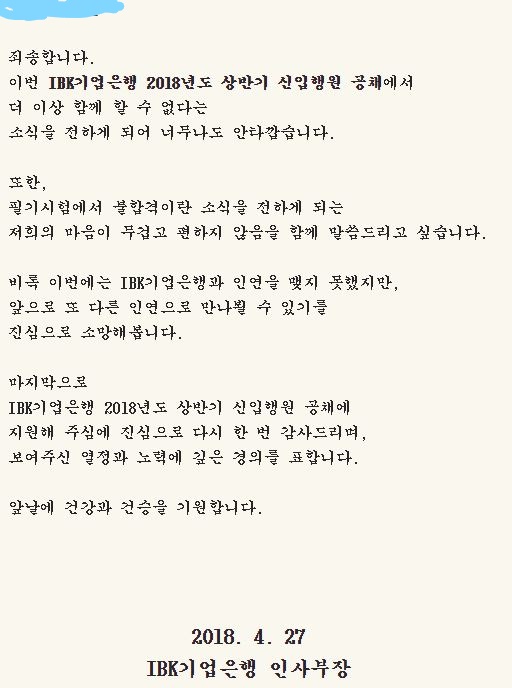 죄송합니다.
이번 IBK기업은행 2018년도 상반기 신입행원 공채에서
더 이상 함께 할 수 없다는
소식을 전하게 되어 너무나도 안타깝습니다.
또한,
필기시험에서 불합격이란 소식을 전하게 되는
저희의 마음이 무겁고 편하지 않음을 함께 말씀드리고 싶습니다.
비록 이번에는 IBK기업은행과 인연을 맺지 못했지만,
앞으로 또 다른 인연으로 만나뵐 수 있기를
진심으로 소망해봅니다.
마지막으로
IBK기업은행 2018년도 상반기 신입행원 공채에
지원해 주심에 진심으로 다시 한 번 감사드리며,
보여주신 열정과 노력에 깊은 경의를 표합니다.
앞날에 건강과 건승을 기원합니다.
2018. 4. 27
IBK기업은행 인사부장